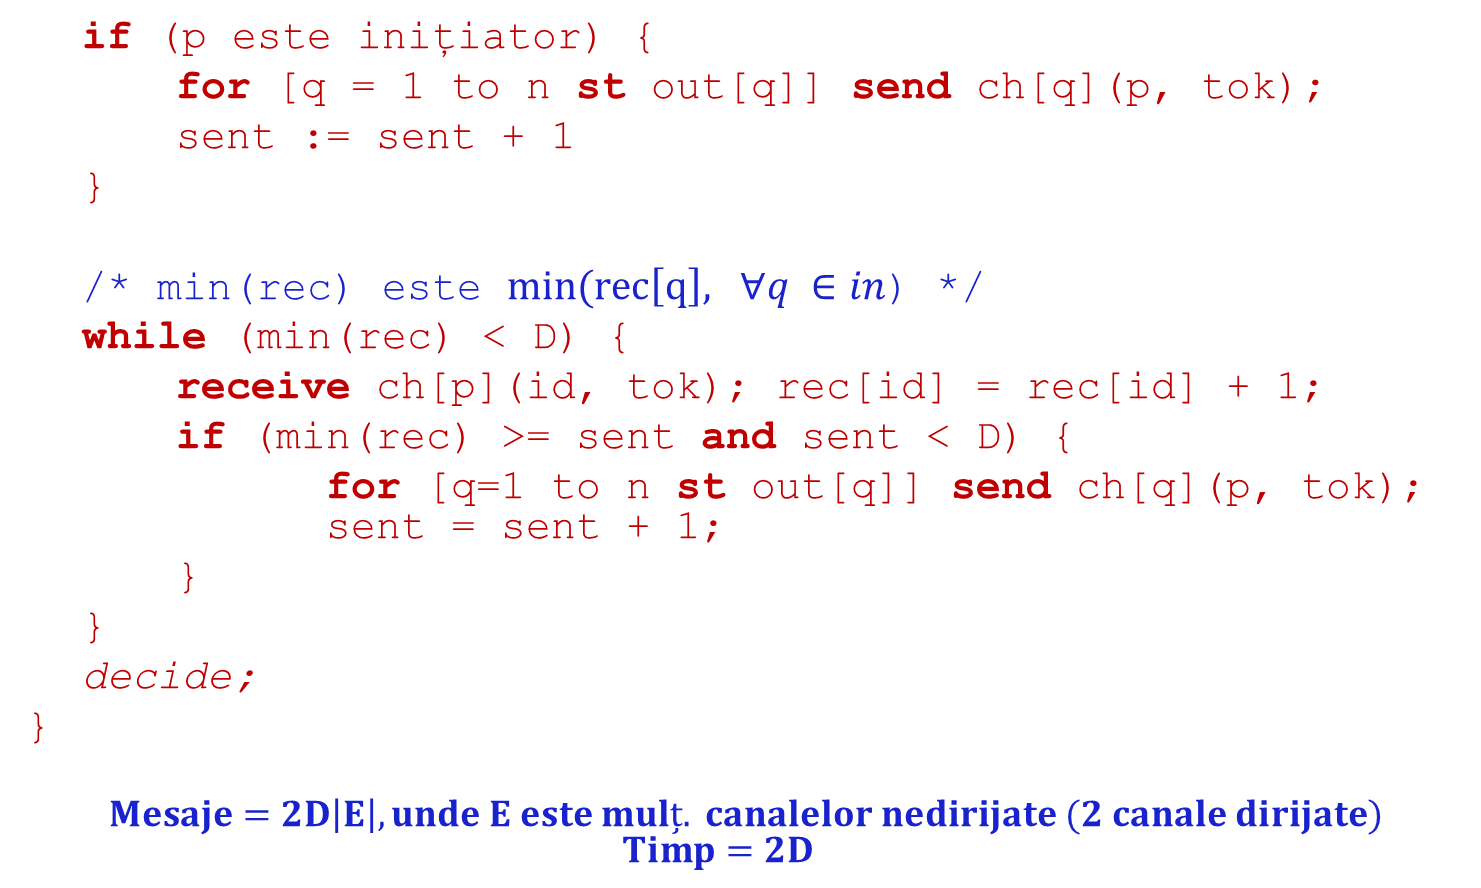 if (p este inițiator) {
for [q = 1 to n st out[q]] send ch[q](p, tok);
sent := sent + 1
}
/* min(rec) este min(rec[q], ∀q ∈ in) */
while (min(rec) < D) {
receive ch[p](id, tok); rec[id] = rec[id] + 1;
if (min(rec) >= sent and sent < D) {
for [q=1 to n st out[q]] send ch[q](p, tok);
sent = sent + 1;
}
}
decide;
}
Mesaje = 2D|E|, unde E este mulț. canalelor nedirijate (2 canale dirijate)
Timp = 2D